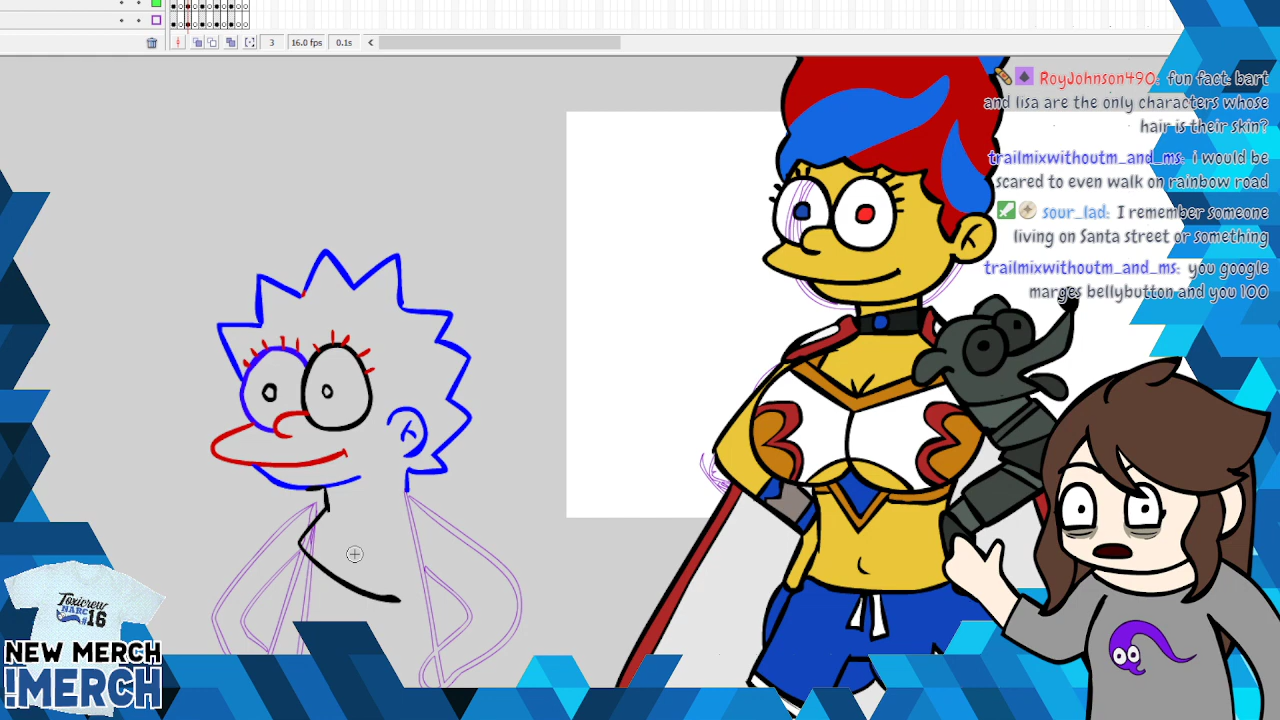 3 16.0 fps 0.1s
RoyJohnson490: fun fact: bart
and lisa are the only characters whose
hair is their skin?
trailmixwithoutm_and_ms: i would be
scared to even walk on rainbow road
sour_lad: I remember someone
living on Santa street or something
trailmixwithoutm_and_ms: you google
marges bellybutton and you 100
Toxicrew
NARC
#16
NEW MERCH
!MERCH